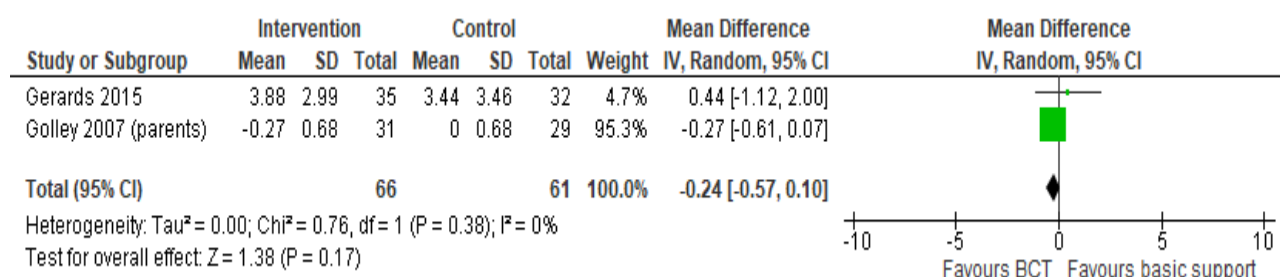 Intervention Control Mean Difference Mean Difference
Study or Subgroup Mean SD Total Mean SD Total Weight IV, Random, 95% CI IV, Random, 95% CI
Gerards 2015 3.88 2.99 35 3.44 3.46 32 4.7% 0.44 [-1.12, 2.00]
Golley 2007 (parents) -0.27 0.68 31 0 0.68 29 95.3% -0.27 [-0.61, 0.07]
Total (95% CI) 66 61 100.0% -0.24 [-0.57, 0.10]
Heterogeneity: Tau² = 0.00; Chi² = 0.76, df = 1 (P = 0.38); I² = 0%
Test for overall effect: Z = 1.38 (P = 0.17)
-10 -5 0 5 10
Favours BCT Favours basic support